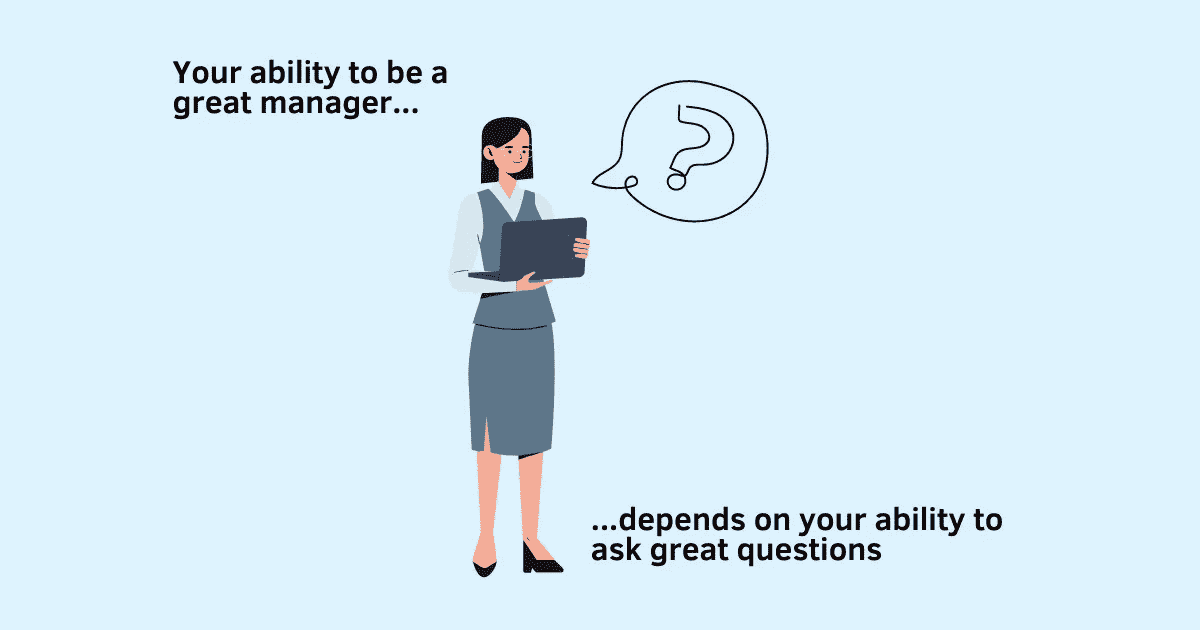 Your ability to be a
great manager...
?
...depends on your ability to
ask great questions